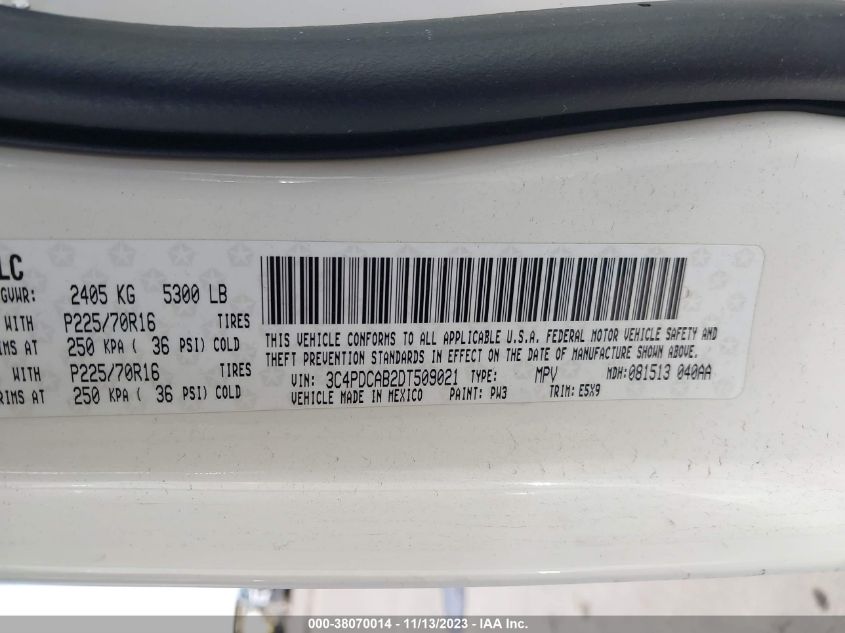 LC
GVWR: 2405 KG 5300 LB
WITH P225/70R16 TIRES
IMS AT 250 KPA ( 36 PSI) COLD
WITH P225/70R16 TIRES
RIMS AT 250 KPA ( 36 PSI) COLD
THIS VEHICLE CONFORMS TO ALL APPLICABLE U.S.A. FEDERAL MOTOR VEHICLE SAFETY AND
THEFT PREVENTION STANDARDS IN EFFECT ON THE DATE OF MANUFACTURE SHOWN ABOVE.
VIN: 3C4PDCAB2DT509021 TYPE: MPV MDH: 081513 040AA
VEHICLE MADE IN MEXICO PAINT: PW3 TRIM: E5X9
000-38070014 - 11/13/2023 - IAA Inc.